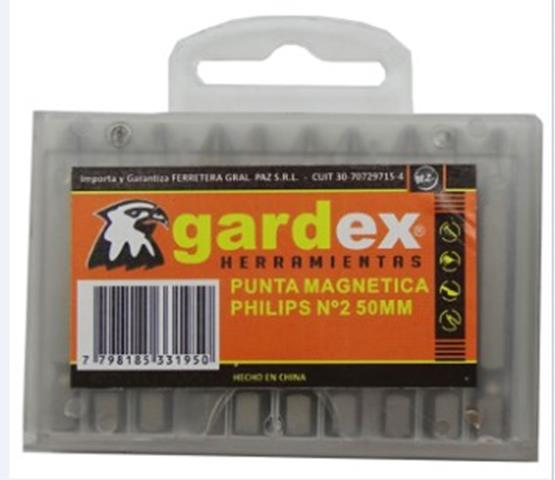 Importa y Garantiza FERRETERA GRAL. PAZ S.R.L. - CUIT 30-70729715-4
gardex®
HERRAMIENTAS
PUNTA MAGNETICA
PHILIPS Nº2 50MM
7 798185 331950
HECHO EN CHINA